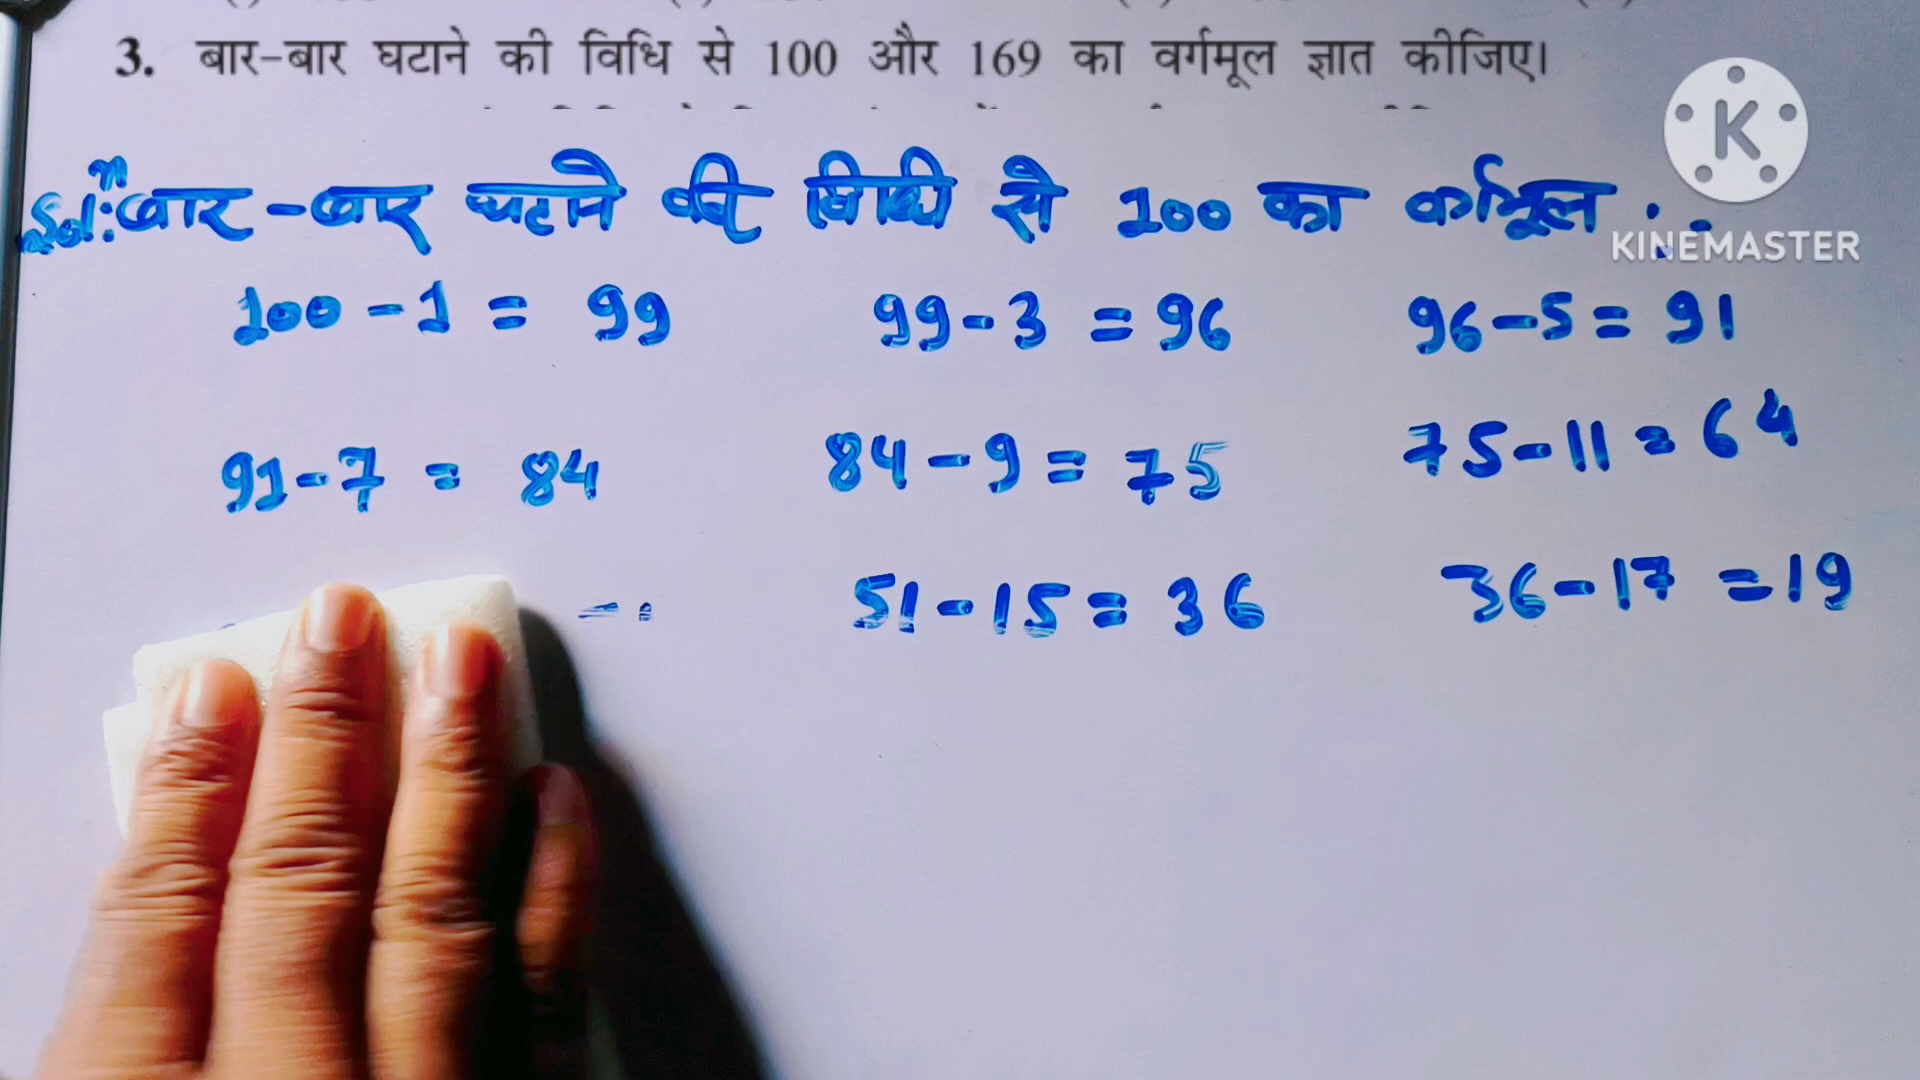 3. बार-बार घटाने की विधि से 100 और 169 का वर्गमूल ज्ञात कीजिए।
KINEMASTER
Solⁿ: बार-बार घटाने की विधि से 100 का वर्गमूल :-
100 - 1 = 99 99 - 3 = 96 96 - 5 = 91
91 - 7 = 84 84 - 9 = 75 75 - 11 = 64
51 - 15 = 36 36 - 17 = 19